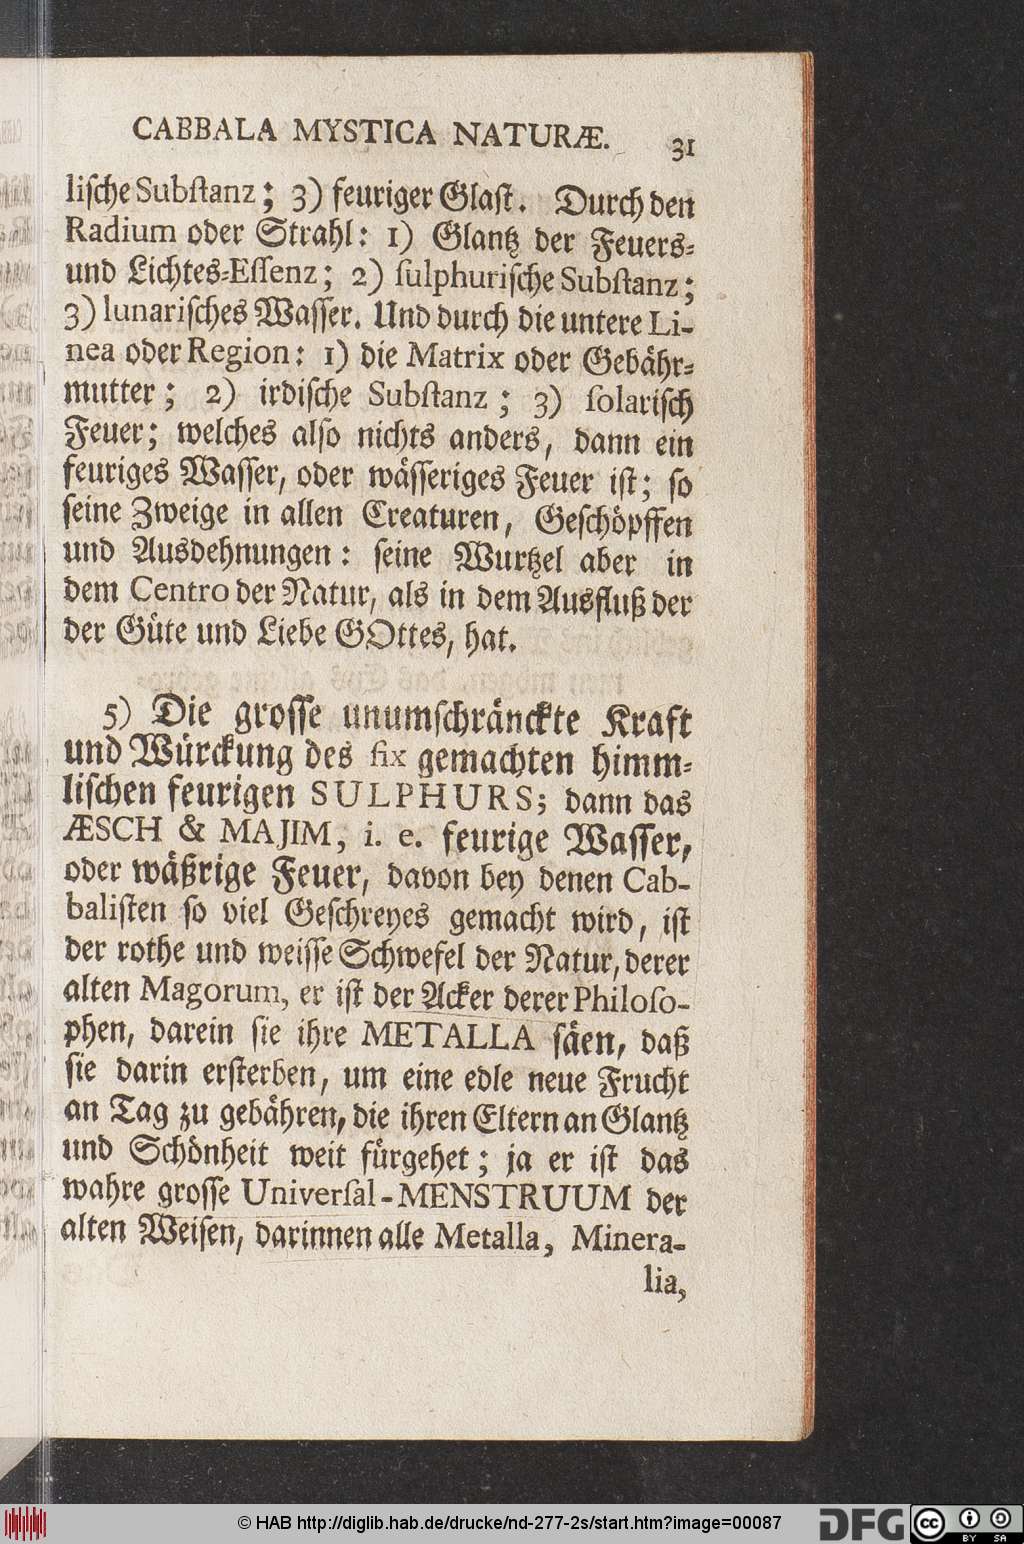 CABBALA MYSTICA NATURÆ. 31
lische Substanz; 3) feuriger Glast. Durch den
Radium oder Strahl: 1) Glantz der Feuers-
und Lichtes-Essenz; 2) sulphurische Substanz;
3) lunarisches Wasser. Und durch die untere Li-
nea oder Region: 1) die Matrix oder Gebähr-
mutter; 2) irdische Substanz; 3) solarisch
Feuer; welches also nichts anders, dann ein
feuriges Wasser, oder wässeriges Feuer ist; so
seine Zweige in allen Creaturen, Geschöpffen
und Ausdehnungen: seine Wurtzel aber in
dem Centro der Natur, als in dem Ausfluß der
der Güte und Liebe GOttes, hat.
5) Die grosse unumschränckte Kraft
und Würckung des fix gemachten himm-
lischen feurigen SULPHURS; dann das
ÆSCH & MAJIM, i. e. feurige Wasser,
oder wäßrige Feuer, davon bey denen Cab-
balisten so viel Geschreyes gemacht wird, ist
der rothe und weisse Schwefel der Natur, derer
alten Magorum, er ist der Acker derer Philoso-
phen, darein sie ihre METALLA säen, daß
sie darin ersterben, um eine edle neue Frucht
an Tag zu gebähren, die ihren Eltern an Glantz
und Schönheit weit fürgehet; ja er ist das
wahre grosse Universal-MENSTRUUM der
alten Weisen, darinnen alle Metalla, Minera-
lia,
© HAB http://diglib.hab.de/drucke/nd-277-2s/start.htm?image=00087
DFG
cc BY SA